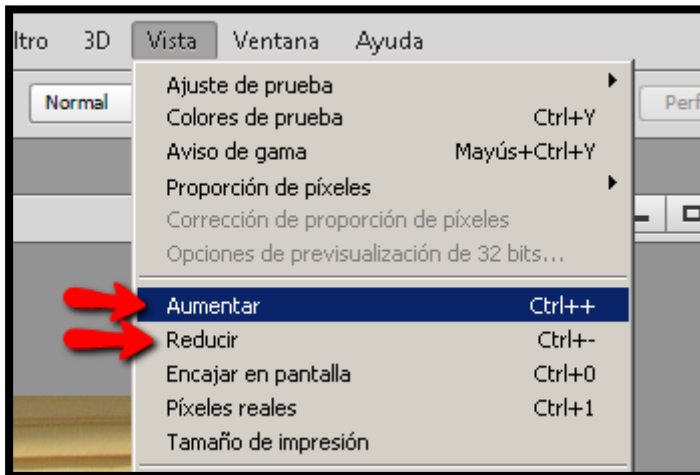 ltro 3D Vista Ventana Ayuda
Normal
Perf
Ajuste de prueba
Colores de prueba Ctrl+Y
Aviso de gama Mayús+Ctrl+Y
Proporción de píxeles
Corrección de proporción de píxeles
Opciones de previsualización de 32 bits...
Aumentar Ctrl++
Reducir Ctrl+-
Encajar en pantalla Ctrl+0
Píxeles reales Ctrl+1
Tamaño de impresión